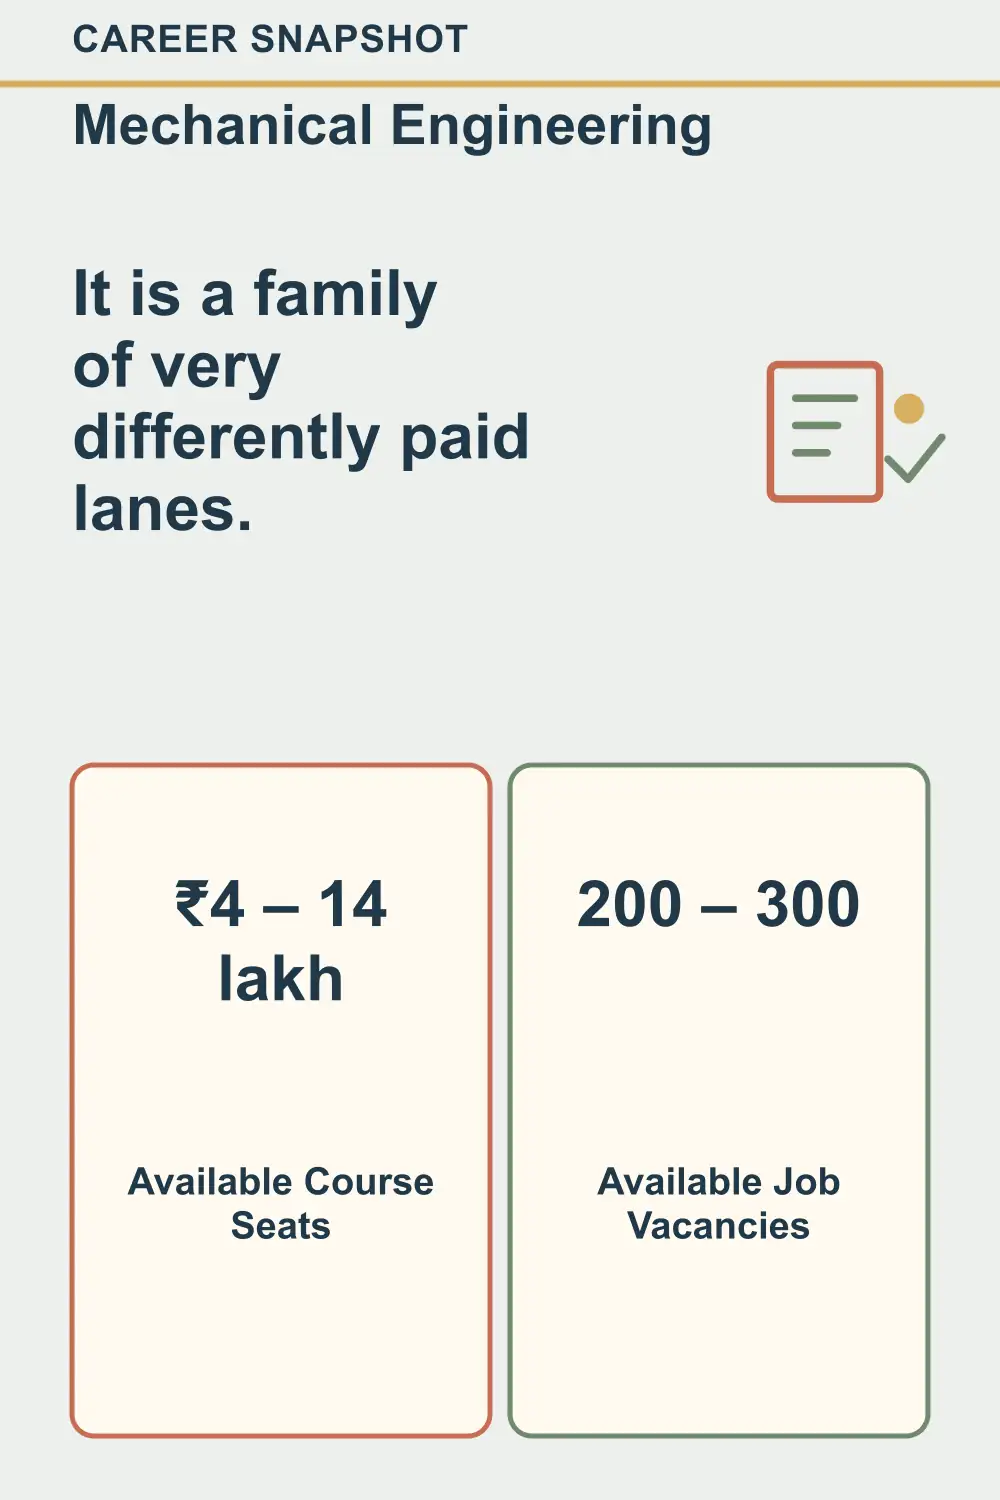 CAREER SNAPSHOT
Mechanical Engineering
It is a family
of very
differently paid
lanes.
₹4 – 14
lakh
Available Course
Seats
200 – 300
Available Job
Vacancies